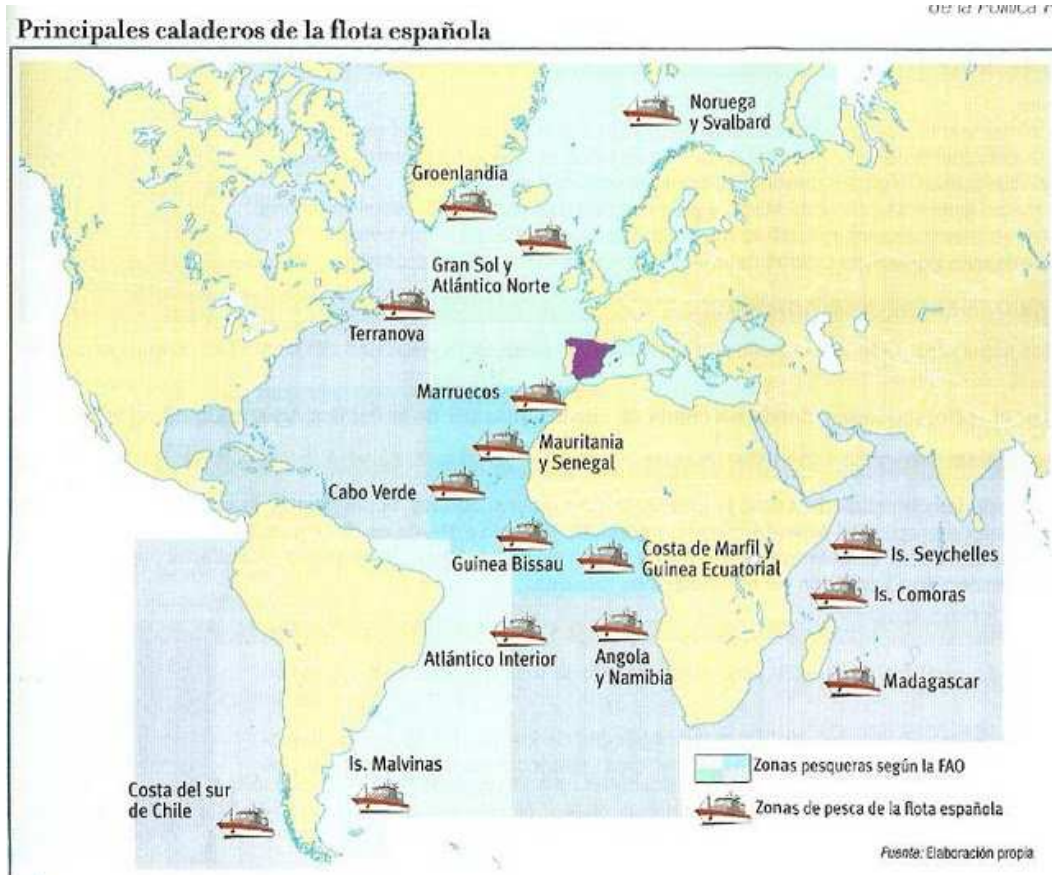 de la Política
Principales caladeros de la flota española
Noruega
y Svalbard
Groenlandia
Gran Sol y
Atlántico Norte
Terranova
Marruecos
Mauritania
y Senegal
Cabo Verde
Guinea Bissau
Costa de Marfil y
Guinea Ecuatorial
Is. Seychelles
Is. Comoras
Atlántico Interior
Angola
y Namibia
Madagascar
Is. Malvinas
Costa del sur
de Chile
Zonas pesqueras según la FAO
Zonas de pesca de la flota española
Fuente: Elaboración propia